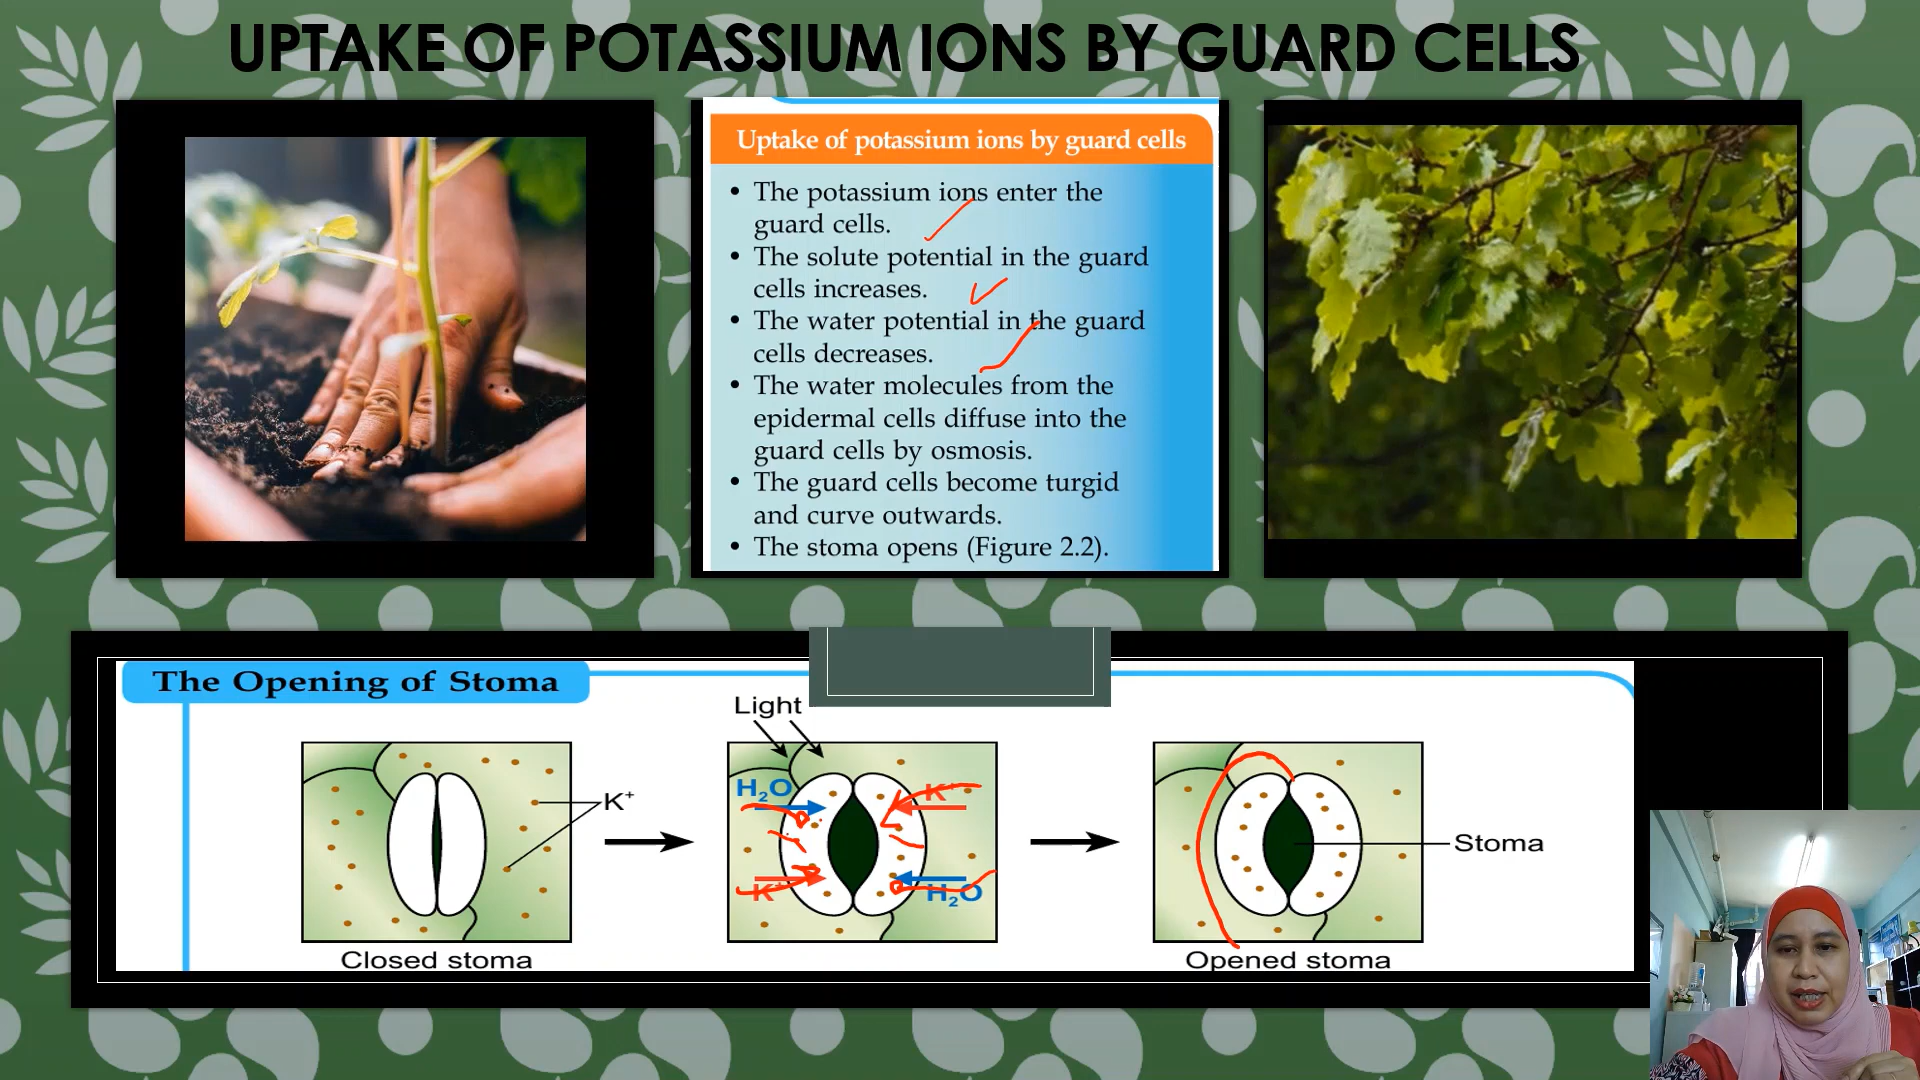 UPTAKE OF POTASSIUM IONS BY GUARD CELLS
Uptake of potassium ions by guard cells
• The potassium ions enter the
guard cells.
• The solute potential in the guard
cells increases.
• The water potential in the guard
cells decreases.
• The water molecules from the
epidermal cells diffuse into the
guard cells by osmosis.
• The guard cells become turgid
and curve outwards.
• The stoma opens (Figure 2.2).
The Opening of Stoma
Light
H₂O
K⁺
K⁺
K⁺
H₂O
Stoma
Closed stoma
Opened stoma